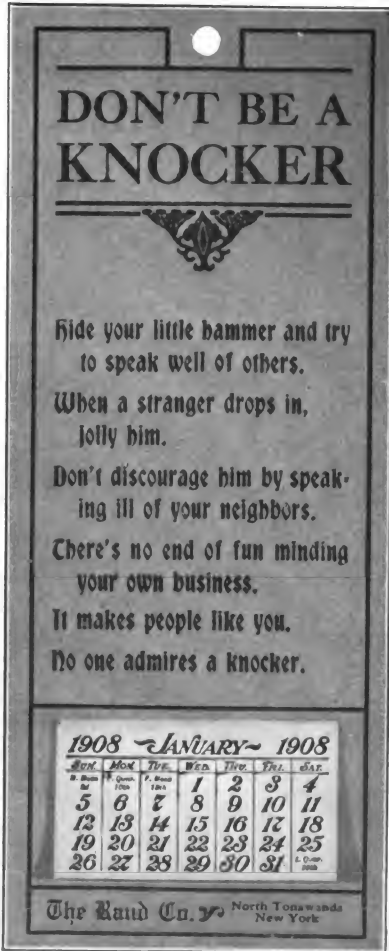 DON'T BE A
KNOCKER
Hide your little hammer and try
to speak well of others.
When a stranger drops in,
jolly him.
Don't discourage him by speak-
ing ill of your neighbors.
There's no end of fun minding
your own business.
It makes people like you.
No one admires a knocker.
1908 JANUARY 1908
SUN. MON. TUE. WED. THU. FRI. SAT.
1 2 3 4
5 6 7 8 9 10 11
12 13 14 15 16 17 18
19 20 21 22 23 24 25
26 27 28 29 30 31
The Rand Co. North Tonawanda
New York